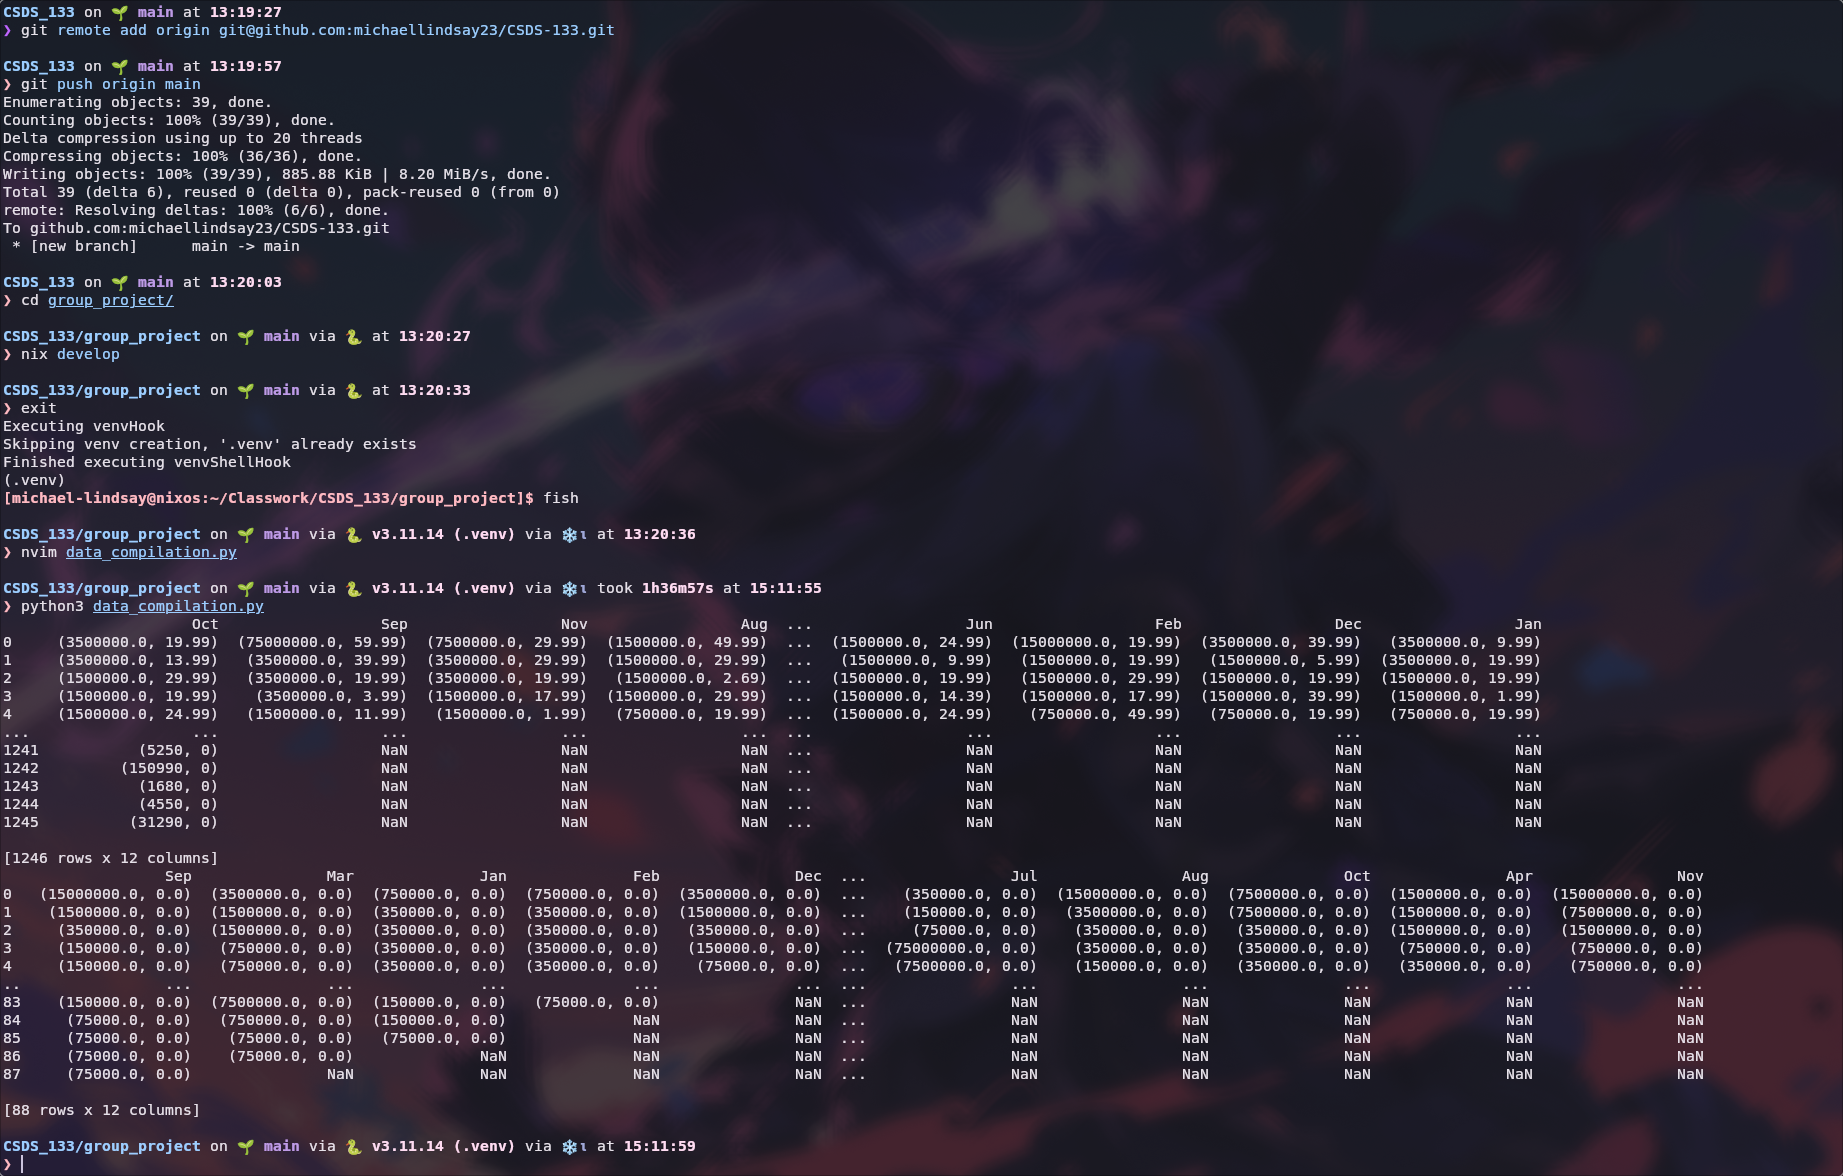 CSDS_133 on 🌱 main at 13:19:27
❯ git remote add origin git@github.com:michaellindsay23/CSDS-133.git
CSDS_133 on 🌱 main at 13:19:57
❯ git push origin main
Enumerating objects: 39, done.
Counting objects: 100% (39/39), done.
Delta compression using up to 20 threads
Compressing objects: 100% (36/36), done.
Writing objects: 100% (39/39), 885.88 KiB | 8.20 MiB/s, done.
Total 39 (delta 6), reused 0 (delta 0), pack-reused 0 (from 0)
remote: Resolving deltas: 100% (6/6), done.
To github.com:michaellindsay23/CSDS-133.git
 * [new branch]      main -> main
CSDS_133 on 🌱 main at 13:20:03
❯ cd group_project/
CSDS_133/group_project on 🌱 main via 🐍 at 13:20:27
❯ nix develop
CSDS_133/group_project on 🌱 main via 🐍 at 13:20:33
❯ exit
Executing venvHook
Skipping venv creation, '.venv' already exists
Finished executing venvShellHook
(.venv)
[michael-lindsay@nixos:~/Classwork/CSDS_133/group_project]$ fish
CSDS_133/group_project on 🌱 main via 🐍 v3.11.14 (.venv) via ❄️ at 13:20:36
❯ nvim data_compilation.py
CSDS_133/group_project on 🌱 main via 🐍 v3.11.14 (.venv) via ❄️ took 1h36m57s at 15:11:55
❯ python3 data_compilation.py
Oct Sep Nov Aug ... Jun Feb Dec Jan
0 (3500000.0, 19.99) (75000000.0, 59.99) (7500000.0, 29.99) (1500000.0, 49.99) ... (1500000.0, 24.99) (15000000.0, 19.99) (3500000.0, 39.99) (3500000.0, 9.99)
1 (3500000.0, 13.99) (3500000.0, 39.99) (3500000.0, 29.99) (1500000.0, 29.99) ... (1500000.0, 9.99) (1500000.0, 19.99) (1500000.0, 5.99) (3500000.0, 19.99)
2 (1500000.0, 29.99) (3500000.0, 19.99) (3500000.0, 19.99) (1500000.0, 2.69) ... (1500000.0, 19.99) (1500000.0, 29.99) (1500000.0, 19.99) (1500000.0, 19.99)
3 (1500000.0, 19.99) (3500000.0, 3.99) (1500000.0, 17.99) (1500000.0, 29.99) ... (1500000.0, 14.39) (1500000.0, 17.99) (1500000.0, 39.99) (1500000.0, 1.99)
4 (1500000.0, 24.99) (1500000.0, 11.99) (1500000.0, 1.99) (750000.0, 19.99) ... (1500000.0, 24.99) (750000.0, 49.99) (750000.0, 19.99) (750000.0, 19.99)
... ... ... ... ... ... ... ... ... ...
1241 (5250, 0) NaN NaN NaN ... NaN NaN NaN NaN
1242 (150990, 0) NaN NaN NaN ... NaN NaN NaN NaN
1243 (1680, 0) NaN NaN NaN ... NaN NaN NaN NaN
1244 (4550, 0) NaN NaN NaN ... NaN NaN NaN NaN
1245 (31290, 0) NaN NaN NaN ... NaN NaN NaN NaN
[1246 rows x 12 columns]
Sep Mar Jan Feb Dec ... Jul Aug Oct Apr Nov
0 (15000000.0, 0.0) (3500000.0, 0.0) (750000.0, 0.0) (750000.0, 0.0) (3500000.0, 0.0) ... (350000.0, 0.0) (15000000.0, 0.0) (7500000.0, 0.0) (1500000.0, 0.0) (15000000.0, 0.0)
1 (1500000.0, 0.0) (1500000.0, 0.0) (350000.0, 0.0) (350000.0, 0.0) (1500000.0, 0.0) ... (150000.0, 0.0) (3500000.0, 0.0) (7500000.0, 0.0) (1500000.0, 0.0) (7500000.0, 0.0)
2 (350000.0, 0.0) (1500000.0, 0.0) (350000.0, 0.0) (350000.0, 0.0) (350000.0, 0.0) ... (75000.0, 0.0) (350000.0, 0.0) (350000.0, 0.0) (1500000.0, 0.0) (1500000.0, 0.0)
3 (150000.0, 0.0) (750000.0, 0.0) (350000.0, 0.0) (350000.0, 0.0) (150000.0, 0.0) ... (75000000.0, 0.0) (350000.0, 0.0) (350000.0, 0.0) (750000.0, 0.0) (750000.0, 0.0)
4 (150000.0, 0.0) (750000.0, 0.0) (350000.0, 0.0) (350000.0, 0.0) (75000.0, 0.0) ... (7500000.0, 0.0) (150000.0, 0.0) (350000.0, 0.0) (350000.0, 0.0) (750000.0, 0.0)
.. ... ... ... ... ... ... ... ... ... ... ...
83 (150000.0, 0.0) (7500000.0, 0.0) (150000.0, 0.0) (75000.0, 0.0) NaN ... NaN NaN NaN NaN NaN
84 (75000.0, 0.0) (750000.0, 0.0) (150000.0, 0.0) NaN NaN ... NaN NaN NaN NaN NaN
85 (75000.0, 0.0) (75000.0, 0.0) (75000.0, 0.0) NaN NaN ... NaN NaN NaN NaN NaN
86 (75000.0, 0.0) (75000.0, 0.0) NaN NaN NaN ... NaN NaN NaN NaN NaN
87 (75000.0, 0.0) NaN NaN NaN NaN ... NaN NaN NaN NaN NaN
[88 rows x 12 columns]
CSDS_133/group_project on 🌱 main via 🐍 v3.11.14 (.venv) via ❄️ at 15:11:59
❯